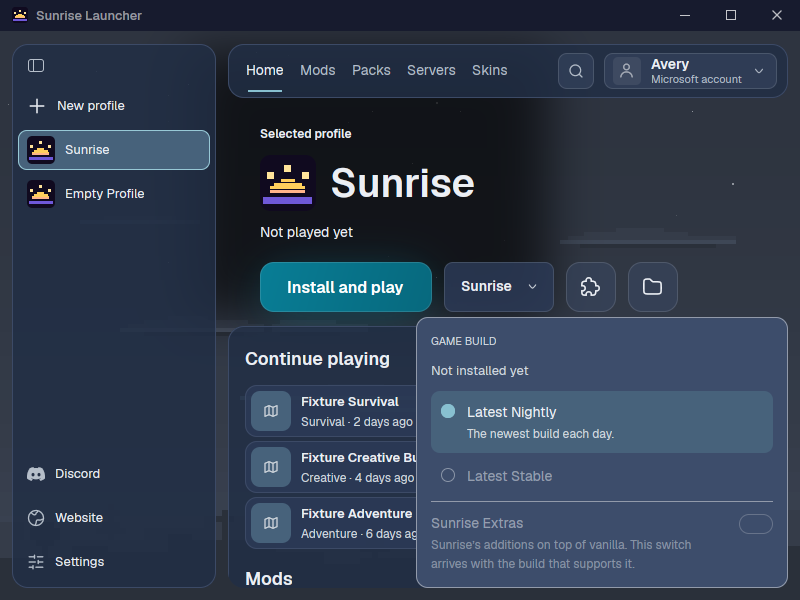 Sunrise Launcher
New profile
Sunrise
Empty Profile
Discord
Website
Settings
Home Mods Packs Servers Skins
Avery
Microsoft account
Selected profile
Sunrise
Not played yet
Install and play
Sunrise
Continue playing
Fixture Survival
Survival · 2 days ago
Fixture Creative
Creative · 4 days ago
Fixture Adventure
Adventure · 6 days
Mods
GAME BUILD
Not installed yet
Latest Nightly
The newest build each day.
Latest Stable
Sunrise Extras
Sunrise's additions on top of vanilla. This switch
arrives with the build that supports it.